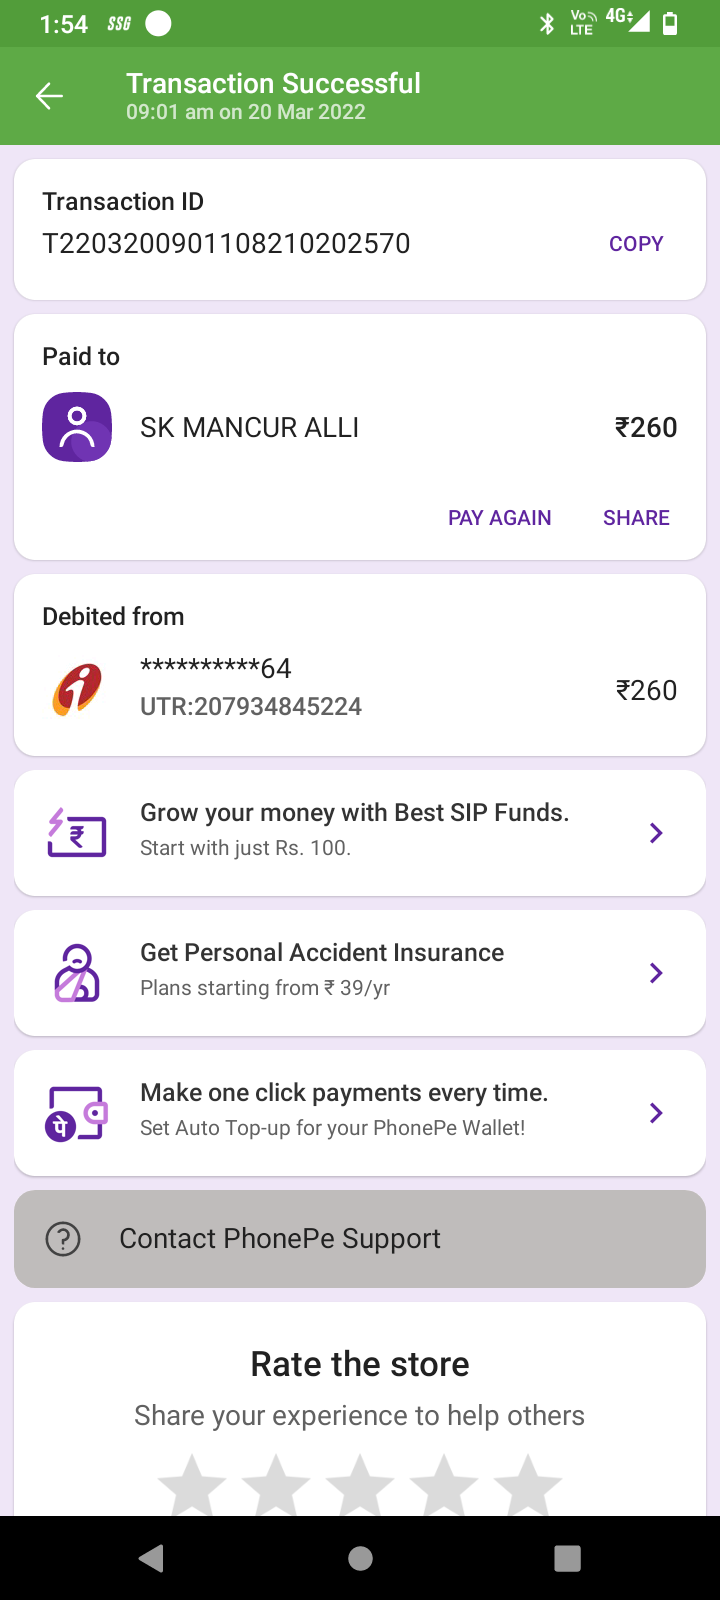 1:54 SSG Vo LTE 4G
Transaction Successful
09:01 am on 20 Mar 2022
Transaction ID
T2203200901108210202570 COPY
Paid to
SK MANCUR ALLI ₹260
PAY AGAIN SHARE
Debited from
**********64
UTR:207934845224 ₹260
Grow your money with Best SIP Funds.
Start with just Rs. 100.
Get Personal Accident Insurance
Plans starting from ₹ 39/yr
Make one click payments every time.
पे Set Auto Top-up for your PhonePe Wallet!
Contact PhonePe Support
Rate the store
Share your experience to help others